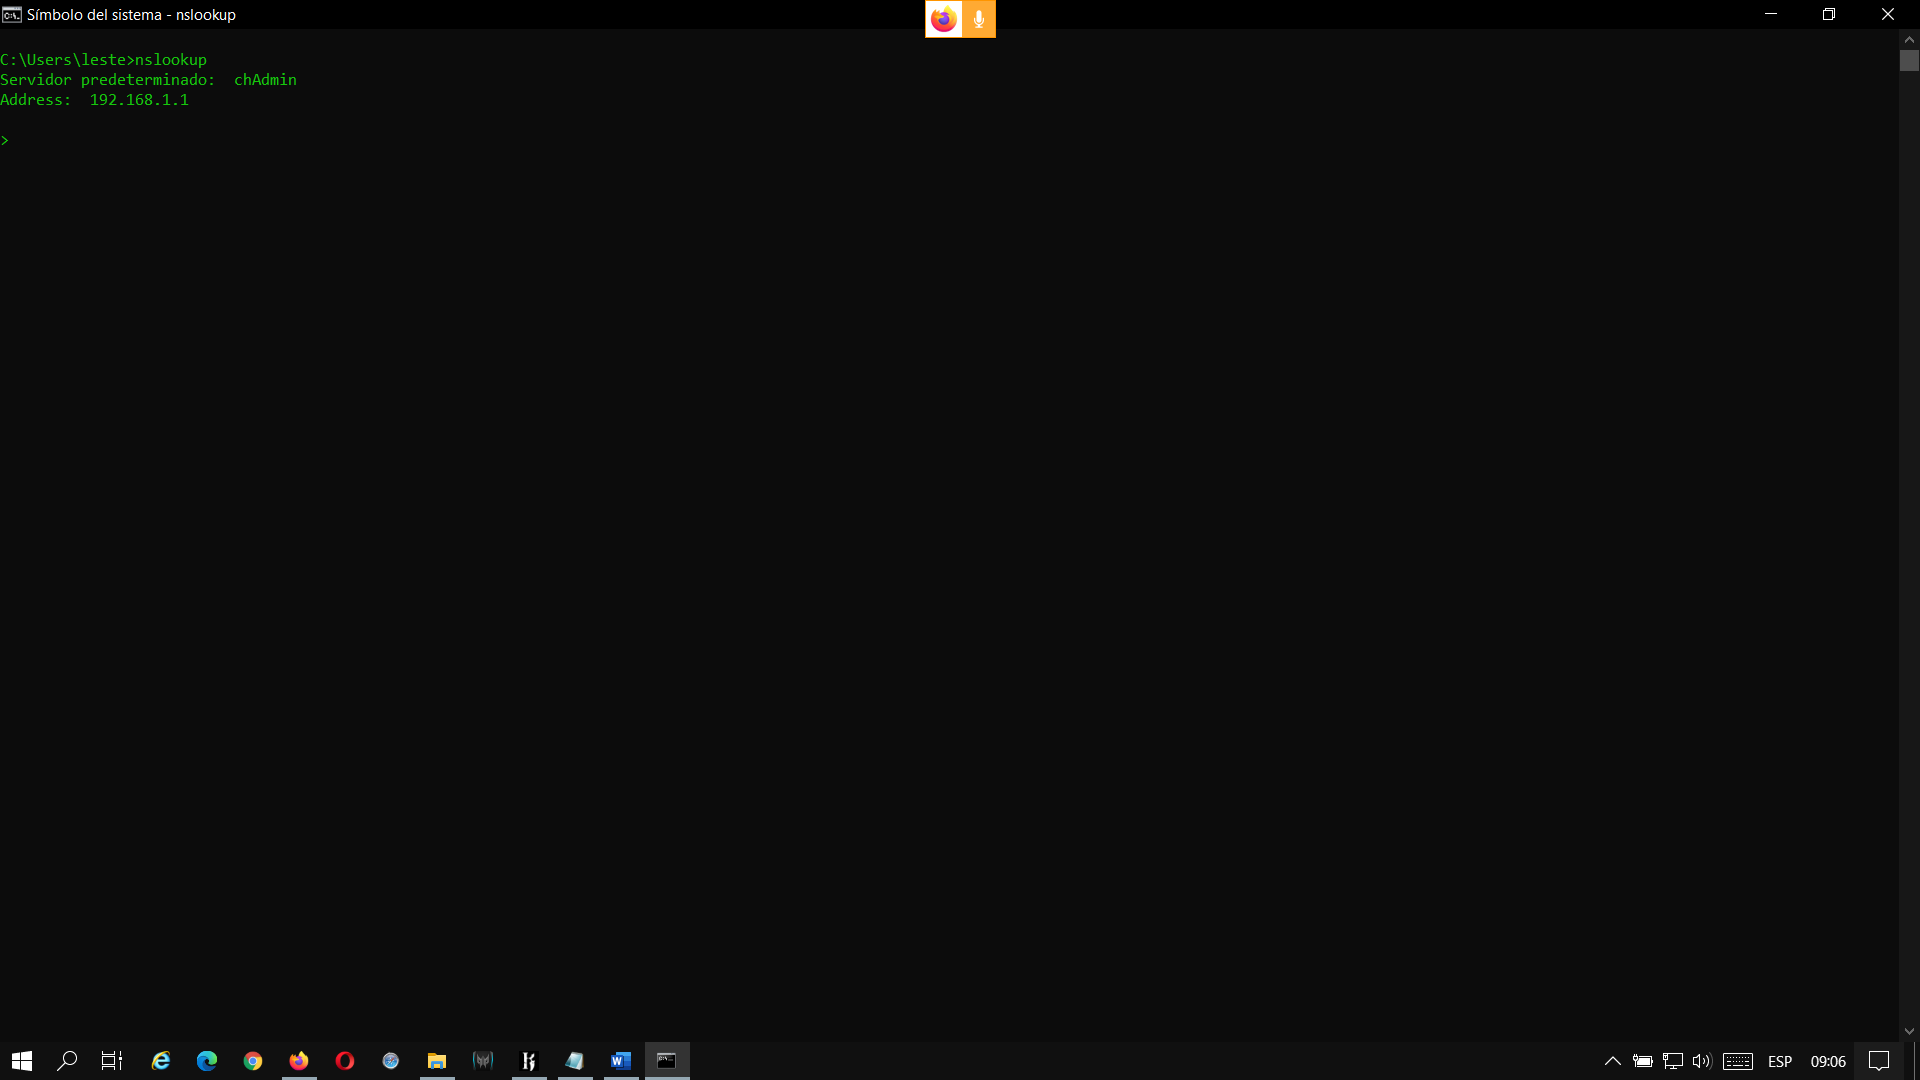 Símbolo del sistema - nslookup
C:\Users\leste>nslookup
Servidor predeterminado:  chAdmin
Address:  192.168.1.1
>
ESP
09:06